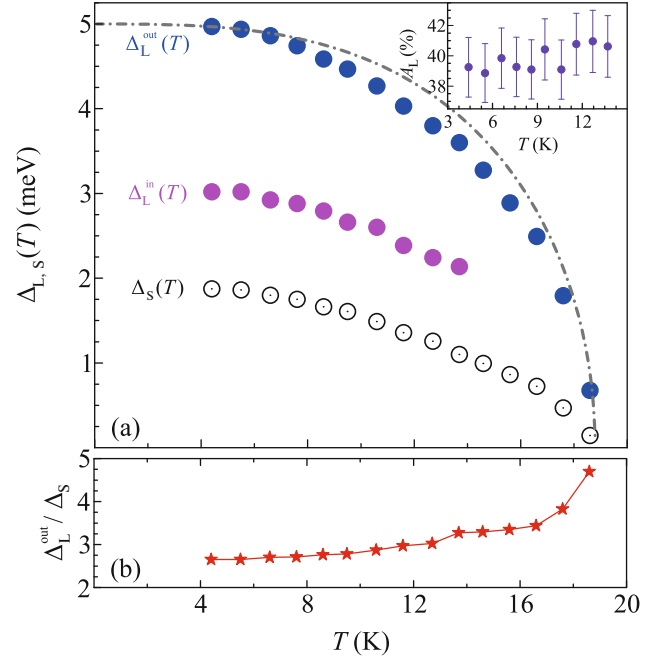 5
4
3
2
1
Δ_L,S(T) (meV)
Δ_L^out(T)
Δ_L^in(T)
Δ_S(T)
(a)
42
40
38
36
A_L (%)
3 6 9 12
T (K)
5
4
3
2
Δ_L^out / Δ_S
(b)
4 8 12 16 20
T (K)